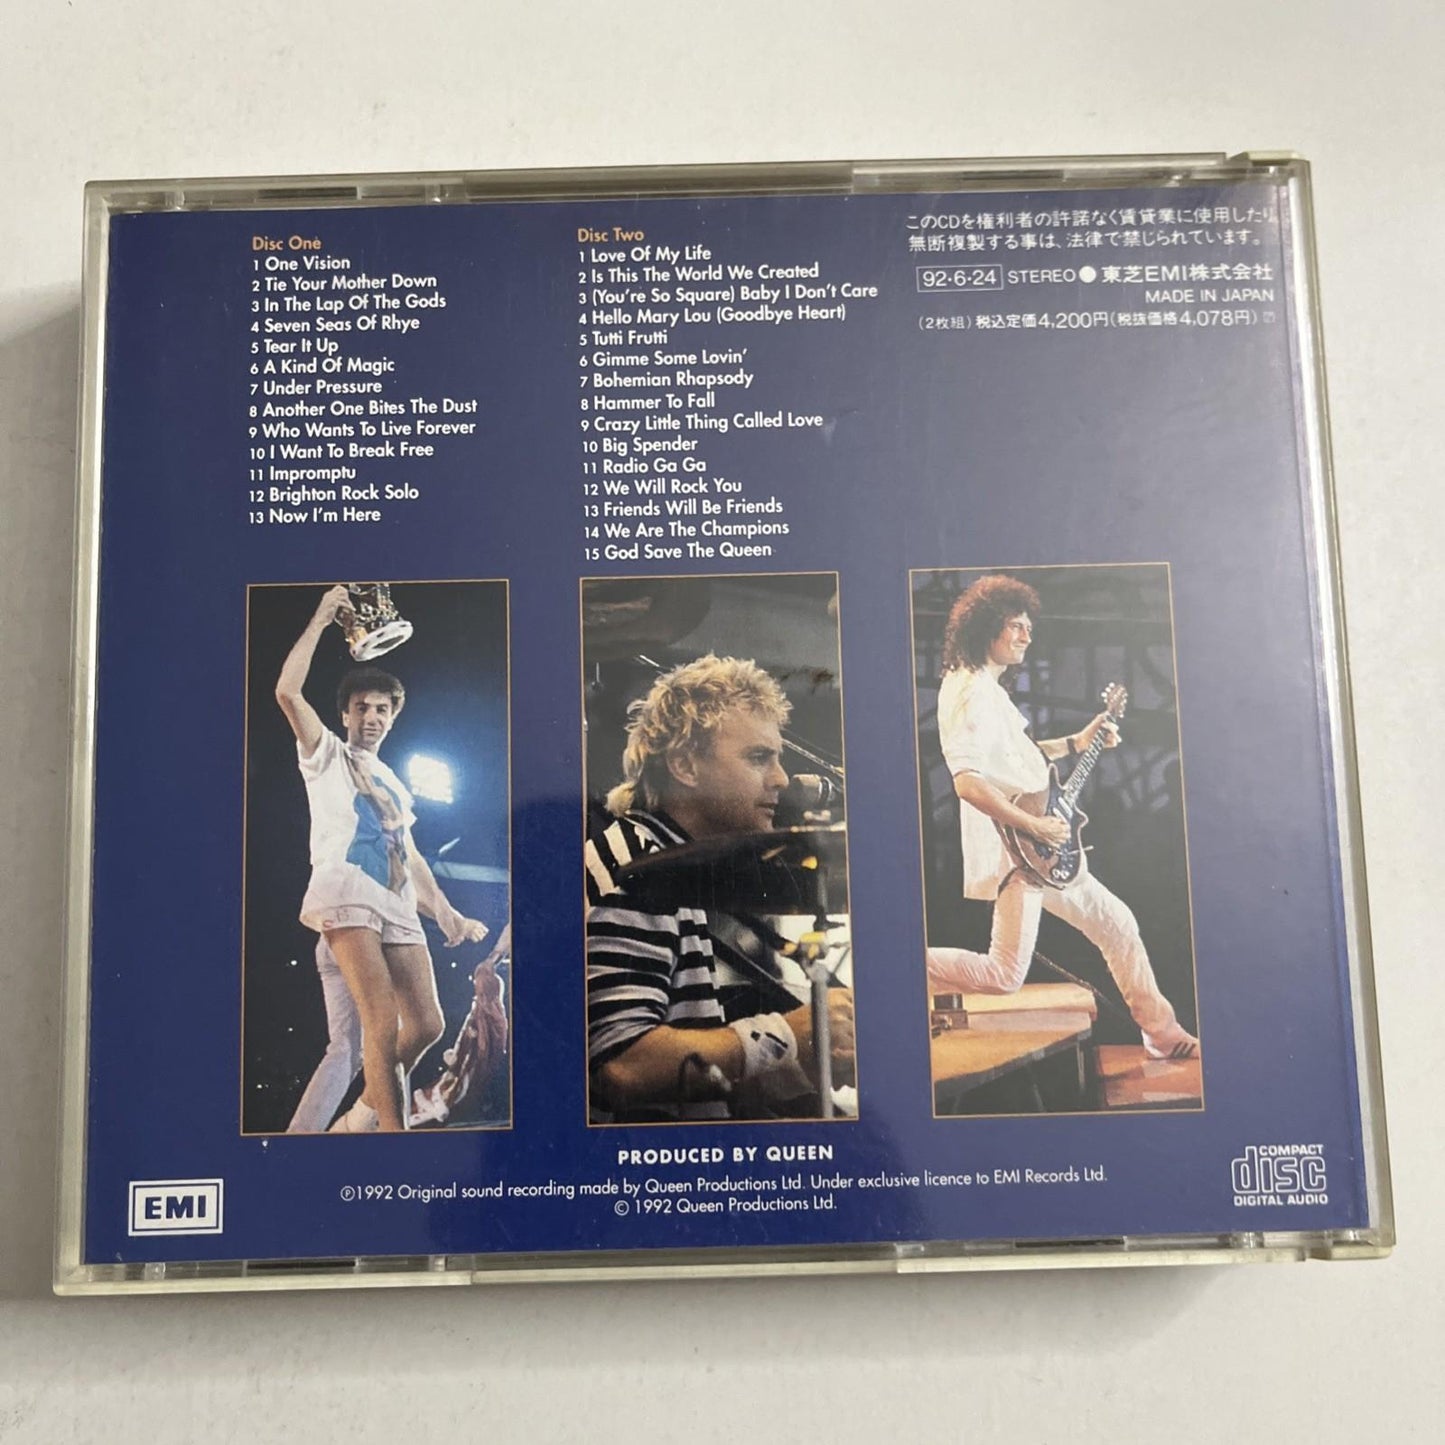 Disc One
1 One Vision
2 Tie Your Mother Down
3 In The Lap Of The Gods
4 Seven Seas Of Rhye
5 Tear It Up
6 A Kind Of Magic
7 Under Pressure
8 Another One Bites The Dust
9 Who Wants To Live Forever
10 I Want To Break Free
11 Impromptu
12 Brighton Rock Solo
13 Now I'm Here
Disc Two
1 Love Of My Life
2 Is This The World We Created
3 (You're So Square) Baby I Don't Care
4 Hello Mary Lou (Goodbye Heart)
5 Tutti Frutti
6 Gimme Some Lovin'
7 Bohemian Rhapsody
8 Hammer To Fall
9 Crazy Little Thing Called Love
10 Big Spender
11 Radio Ga Ga
12 We Will Rock You
13 Friends Will Be Friends
14 We Are The Champions
15 God Save The Queen
このCDを権利者の許諾なく賃貸業に使用したり
無断複製する事は、法律で禁じられています。
92・6・24 STEREO ● 東芝EMI株式会社
MADE IN JAPAN
(2枚組) 税込定価4,200円(税抜価格4,078円)
PRODUCED BY QUEEN
℗1992 Original sound recording made by Queen Productions Ltd. Under exclusive licence to EMI Records Ltd.
© 1992 Queen Productions Ltd.
EMI
COMPACT
disc
DIGITAL AUDIO